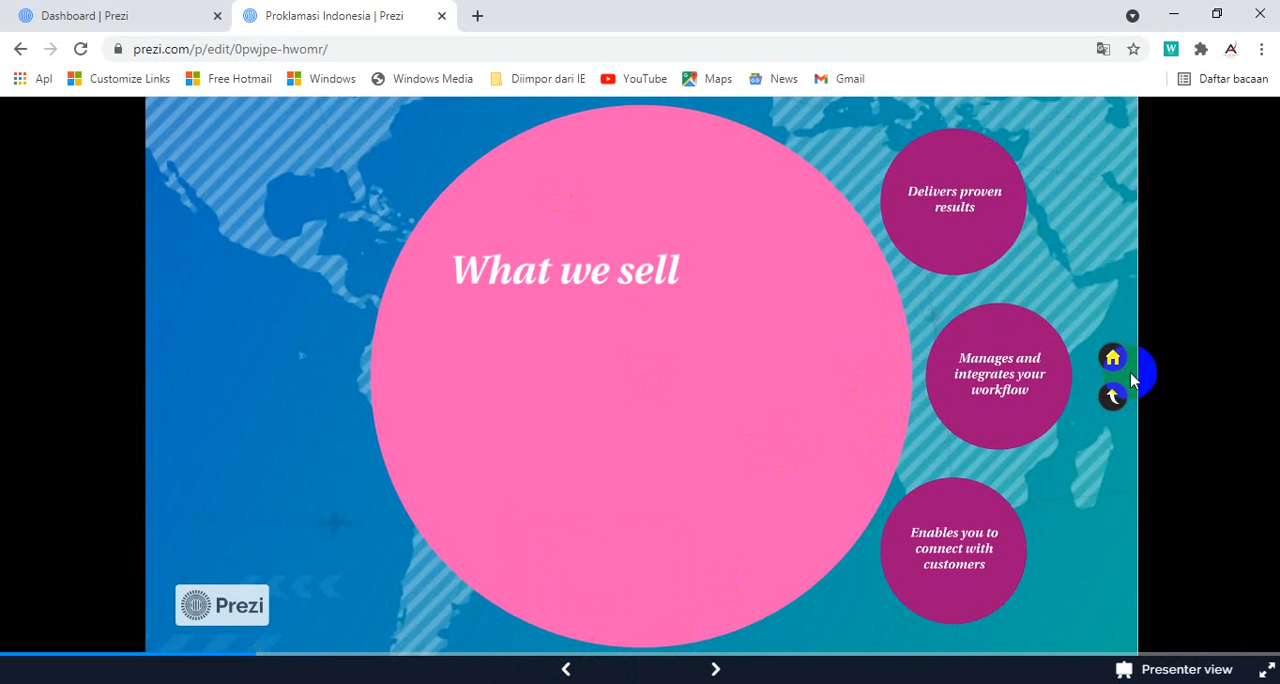 Dashboard | Prezi
Proklamasi Indonesia | Prezi
prezi.com/p/edit/0pwjpe-hwomr/
Apl
Customize Links
Free Hotmail
Windows
Windows Media
Diimpor dari IE
YouTube
Maps
News
Gmail
Daftar bacaan
What we sell
Delivers proven
results
Manages and
integrates your
workflow
Enables you to
connect with
customers
Prezi
Presenter view